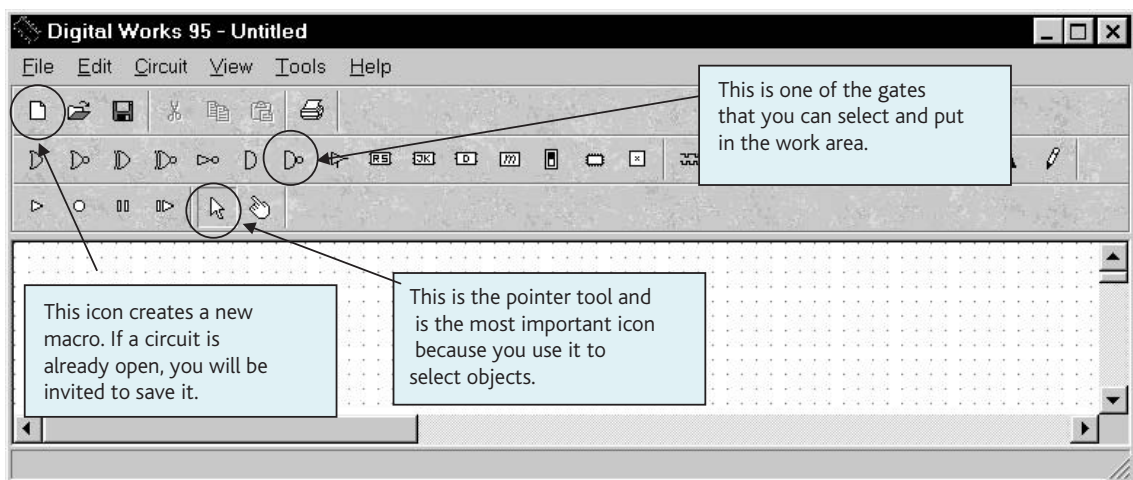 Digital Works 95 - Untitled
File Edit Circuit View Tools Help
This is one of the gates
that you can select and put
in the work area.
RS JK D m
This icon creates a new
macro. If a circuit is
already open, you will be
invited to save it.
This is the pointer tool and
is the most important icon
because you use it to
select objects.